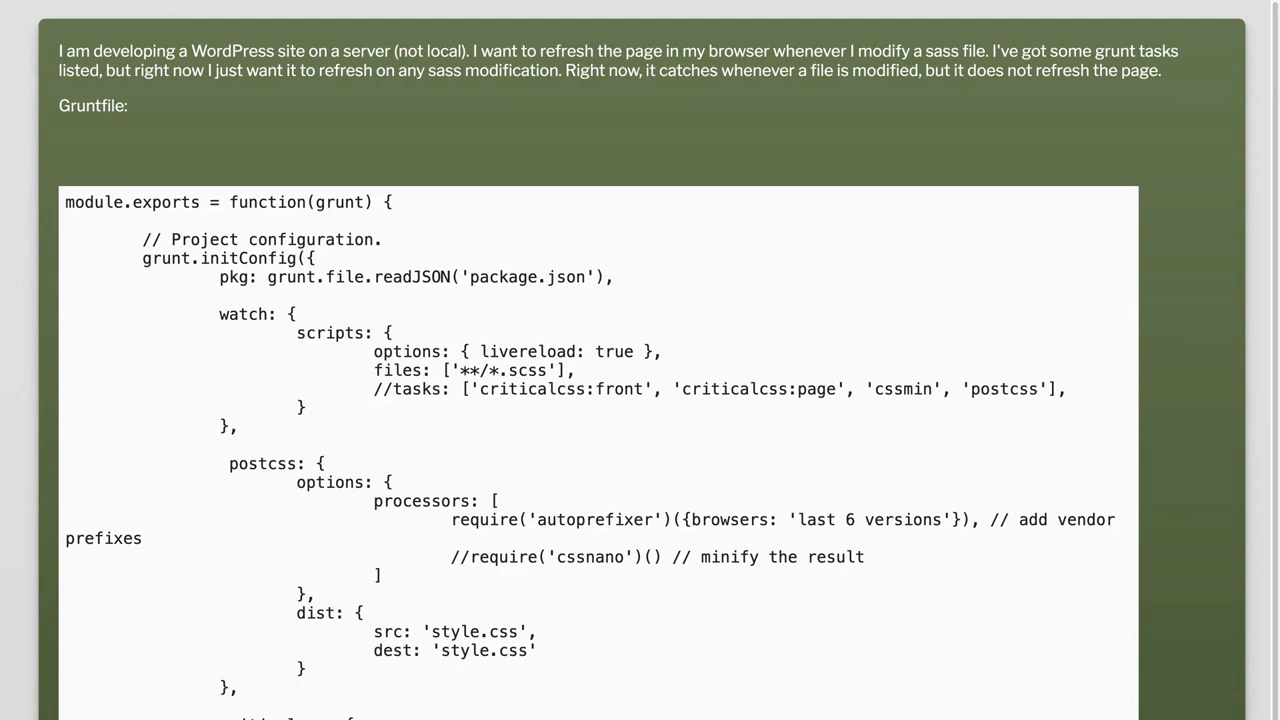 I am developing a WordPress site on a server (not local). I want to refresh the page in my browser whenever I modify a sass file. I've got some grunt tasks
listed, but right now I just want it to refresh on any sass modification. Right now, it catches whenever a file is modified, but it does not refresh the page.
Gruntfile:
module.exports = function(grunt) {
// Project configuration.
grunt.initConfig({
pkg: grunt.file.readJSON('package.json'),
watch: {
scripts: {
options: { livereload: true },
files: ['**/*.scss'],
//tasks: ['criticalcss:front', 'criticalcss:page', 'cssmin', 'postcss'],
}
},
postcss: {
options: {
processors: [
require('autoprefixer')({browsers: 'last 6 versions'}), // add vendor
prefixes
//require('cssnano')() // minify the result
]
},
dist: {
src: 'style.css',
dest: 'style.css'
}
},